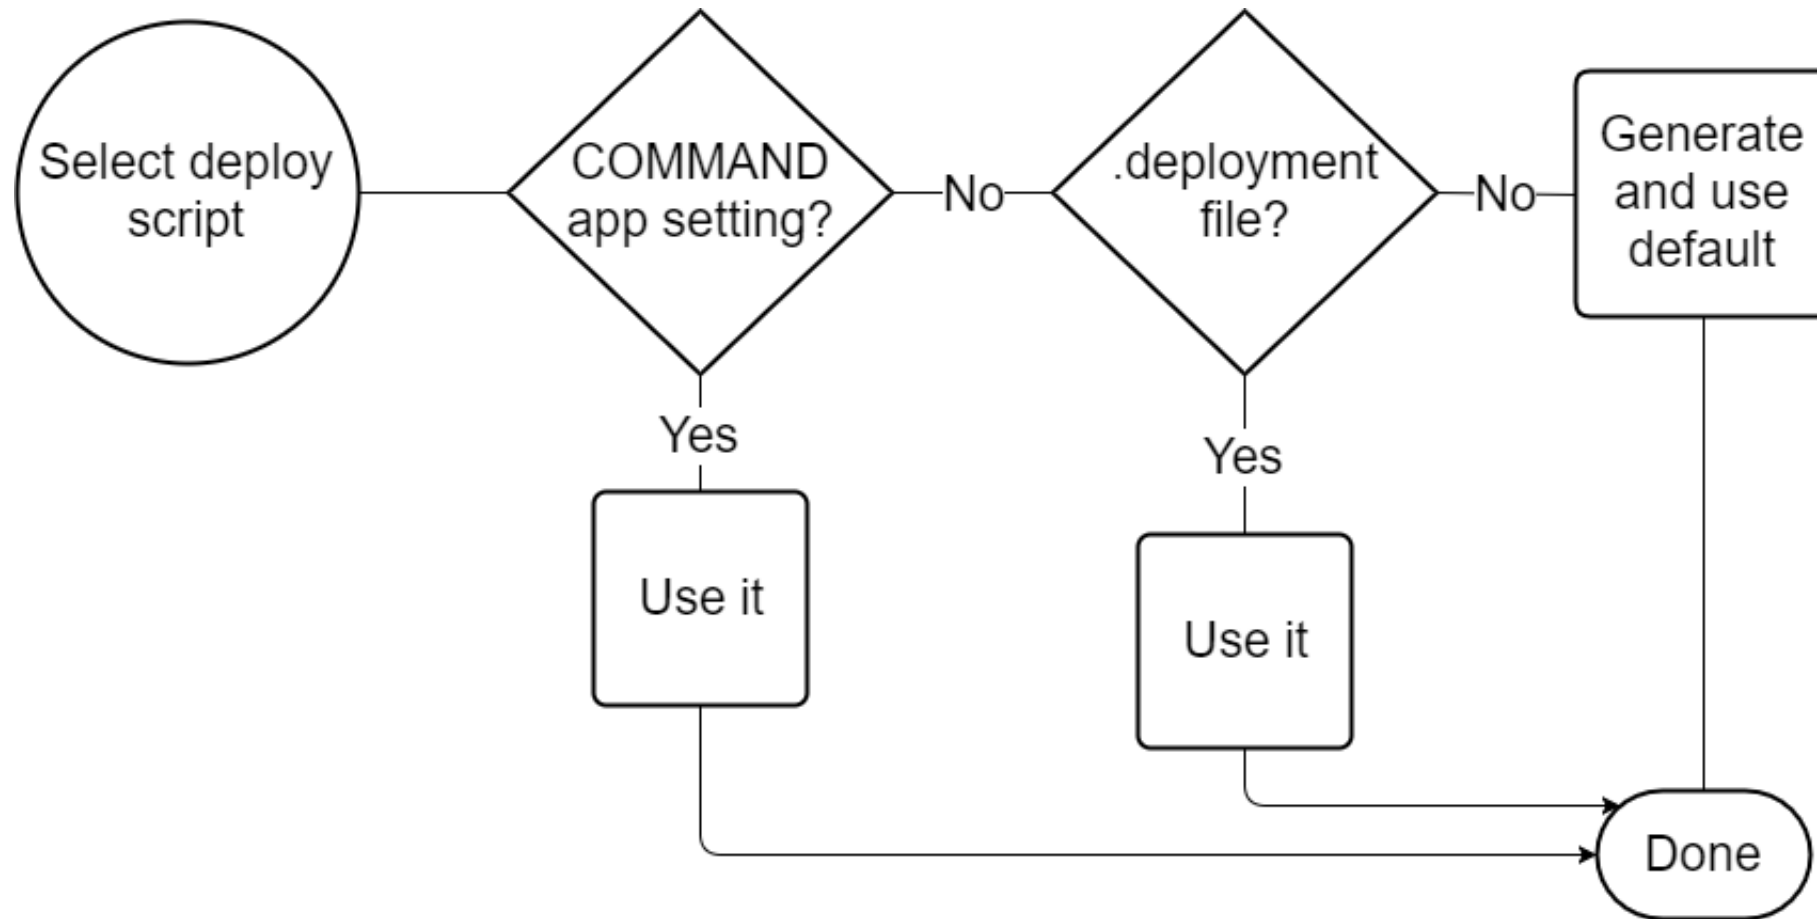 Select deploy
script
COMMAND
app setting?
No
.deployment
file?
No
Generate
and use
default
Yes
Yes
Use it
Use it
Done